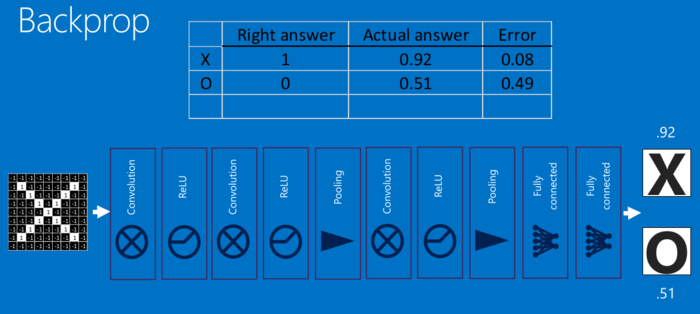 Backprop
Right answer Actual answer Error
X 1 0.92 0.08
O 0 0.51 0.49
.92
Convolution ReLU Convolution ReLU Pooling Convolution ReLU Pooling Fully connected Fully connected
X
O
.51